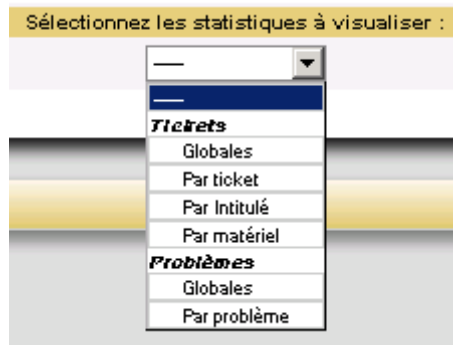 Sélectionnez les statistiques à visualiser :
-----
-----
Tickets
Globales
Par ticket
Par Intitulé
Par matériel
Problèmes
Globales
Par problème